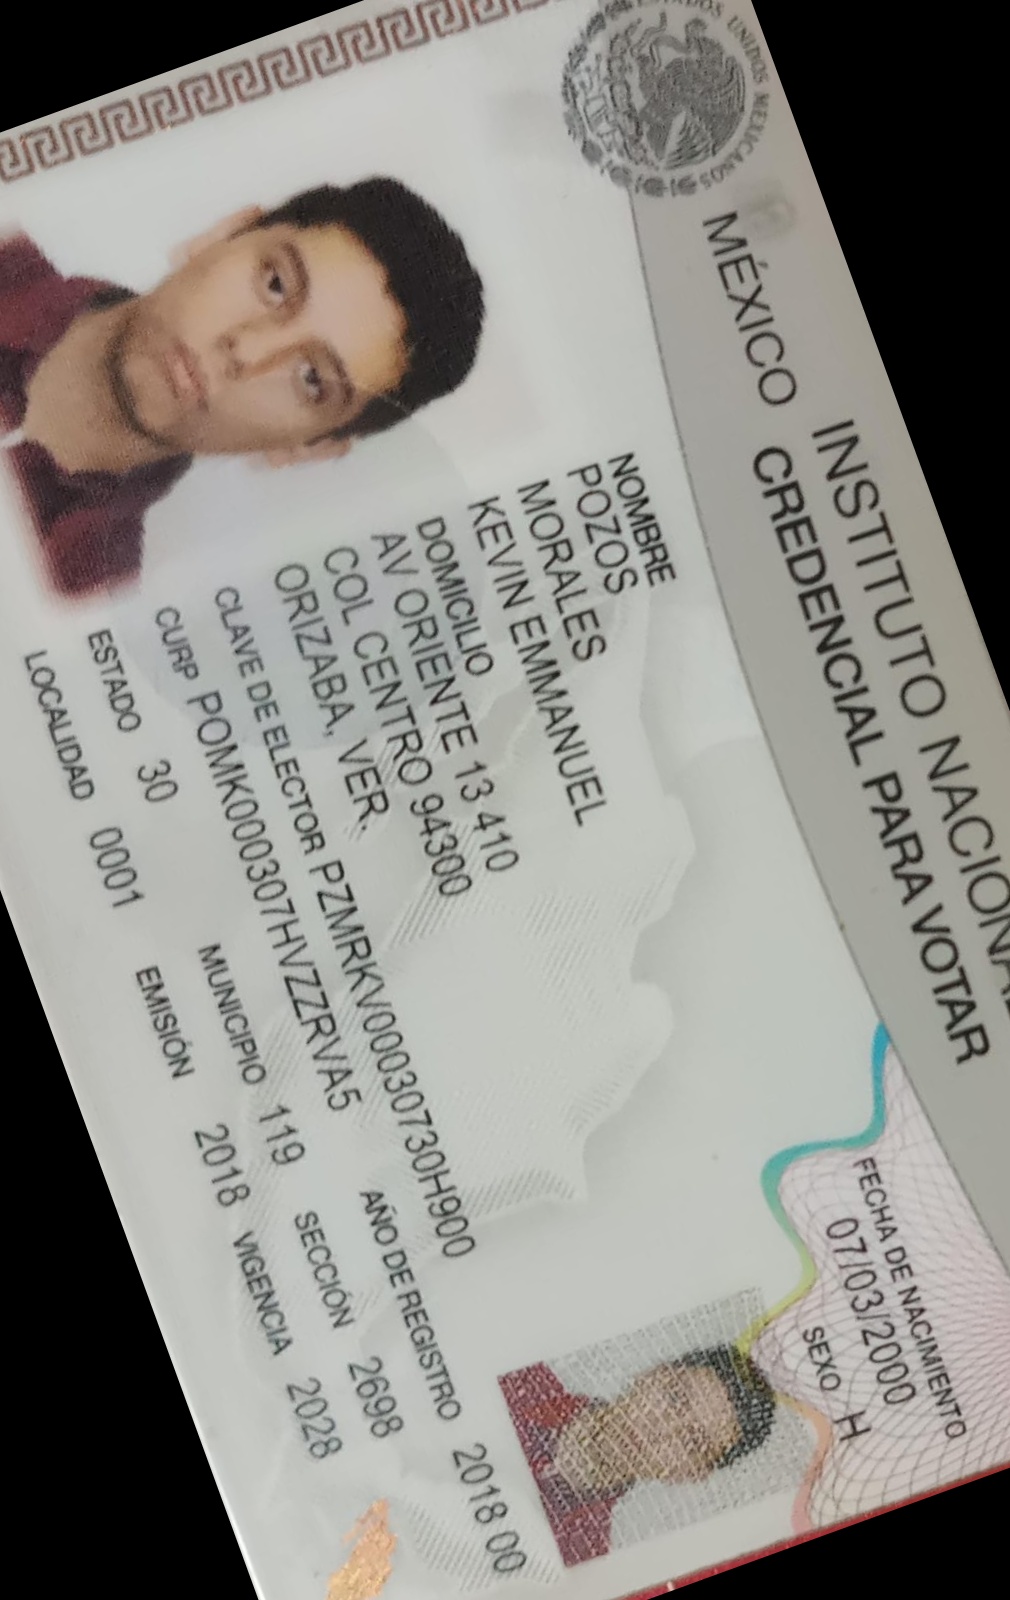 ESTADOS UNIDOS MEXICANOS
MÉXICO INSTITUTO NACIONAL
CREDENCIAL PARA VOTAR
NOMBRE
POZOS
MORALES
KEVIN EMMANUEL
FECHA DE NACIMIENTO
07/03/2000
SEXO H
DOMICILIO
AV ORIENTE 13 410
COL CENTRO 94300
ORIZABA, VER.
CLAVE DE ELECTOR PZMRKV00030730H900
CURP POMK000307HVZZRVA5 AÑO DE REGISTRO 2018 00
ESTADO 30 MUNICIPIO 119 SECCIÓN 2698
LOCALIDAD 0001 EMISIÓN 2018 VIGENCIA 2028